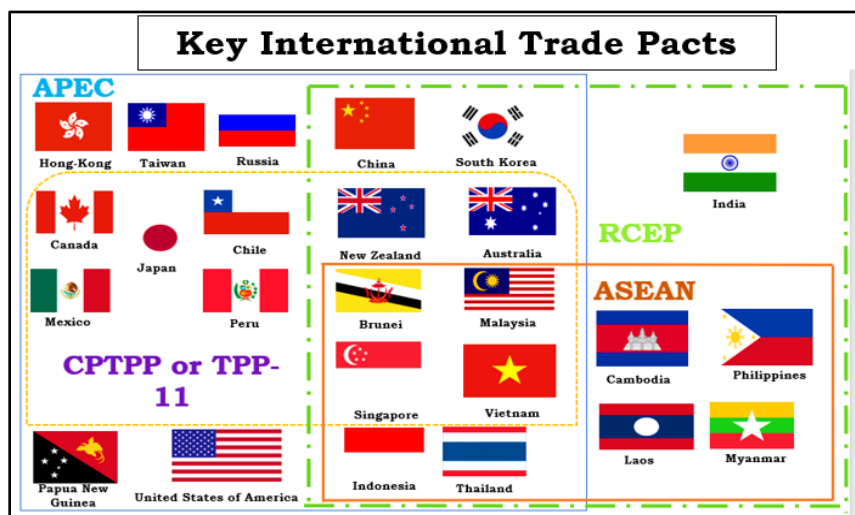 Key International Trade Pacts
APEC
Hong-Kong
Taiwan
Russia
China
South Korea
India
Canada
Japan
Chile
New Zealand
Australia
RCEP
Mexico
Peru
Brunei
Malaysia
ASEAN
CPTPP or TPP-
11
Cambodia
Philippines
Singapore
Vietnam
Laos
Myanmar
Papua New
Guinea
United States of America
Indonesia
Thailand